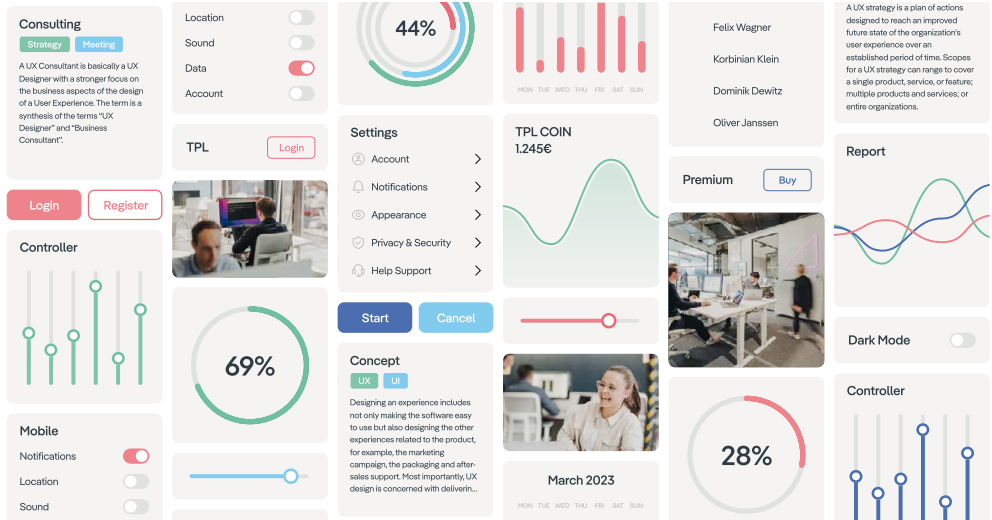 Consulting
Strategy
Meeting
A UX Consultant is basically a UX
Designer with a stronger focus on
the business aspects of the design
of a User Experience. The term is a
synthesis of the terms “UX
Designer” and “Business
Consultant”.
Login
Register
Controller
Mobile
Notifications
Location
Sound
Location
Sound
Data
Account
TPL
Login
69%
44%
Settings
Account
Notifications
Appearance
Privacy & Security
Help Support
Start
Cancel
Concept
UX
UI
Designing an experience includes
not only making the software easy
to use but also designing the other
experiences related to the product,
for example, the marketing
campaign, the packaging and after-
sales support. Most importantly, UX
design is concerned with deliverin...
MON TUE WED THU FRI SAT SUN
TPL COIN
1.245€
March 2023
MON TUE WED THU FRI SAT SUN
Felix Wagner
Korbinian Klein
Dominik Dewitz
Oliver Janssen
Premium
Buy
28%
A UX strategy is a plan of actions
designed to reach an improved
future state of the organization’s
user experience over an
established period of time. Scopes
for a UX strategy can range to cover
a single product, service, or feature;
multiple products and services; or
entire organizations.
Report
Dark Mode
Controller